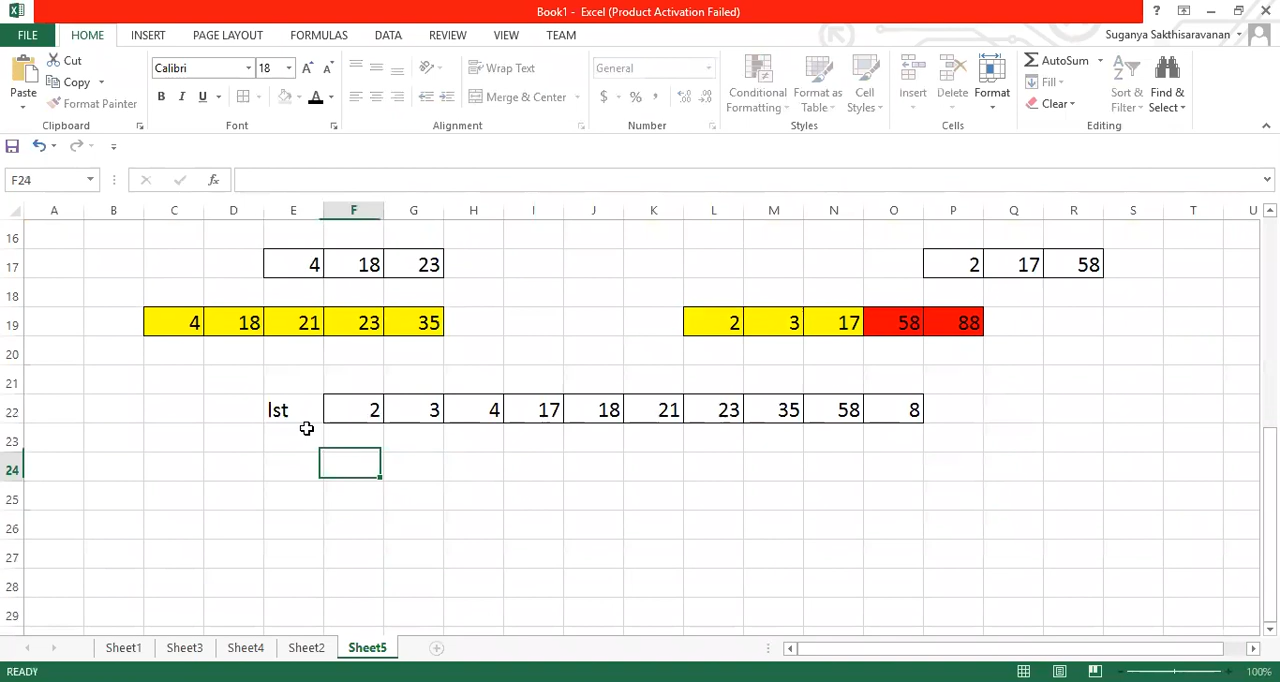 Book1 - Excel (Product Activation Failed)
FILE HOME INSERT PAGE LAYOUT FORMULAS DATA REVIEW VIEW TEAM Suganya Sakthisaravanan
Paste Cut Copy Format Painter Clipboard
Calibri 18 A A B I U A Font
Wrap Text Merge & Center Alignment
General $ % , Number
Conditional Formatting Format as Table Cell Styles Styles
Insert Delete Format Cells
AutoSum Fill Clear Sort & Filter Find & Select Editing
F24 fx
A B C D E F G H I J K L M N O P Q R S T U
16
17 4 18 23 2 17 58
18
19 4 18 21 23 35 2 3 17 58 88
20
21
22 lst 2 3 4 17 18 21 23 35 58 8
23
24
25
26
27
28
29
Sheet1 Sheet3 Sheet4 Sheet2 Sheet5
READY 100%